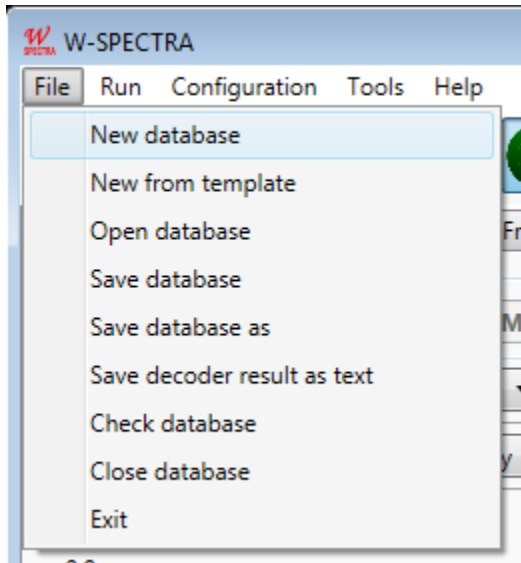 W SPECTRA W-SPECTRA
File Run Configuration Tools Help
New database
New from template
Open database
Save database
Save database as
Save decoder result as text
Check database
Close database
Exit